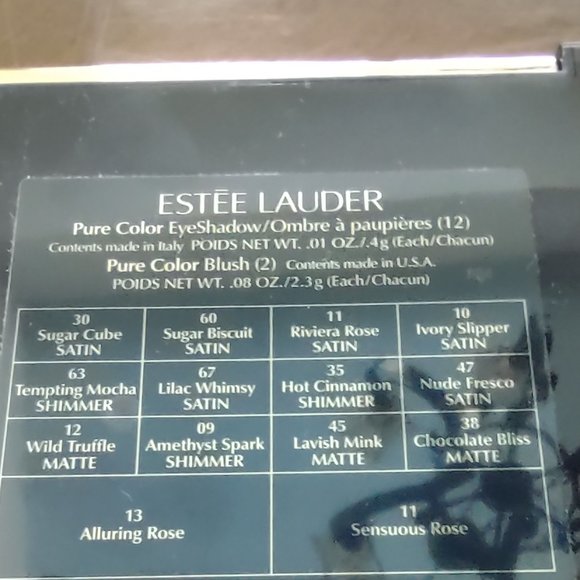 ESTĒE LAUDER
Pure Color EyeShadow/Ombre à paupières (12)
Contents made in Italy POIDS NET WT. .01 OZ./.4g (Each/Chacun)
Pure Color Blush (2) Contents made in U.S.A.
POIDS NET WT. .08 OZ./2.3g (Each/Chacun)
30
Sugar Cube
SATIN
60
Sugar Biscuit
SATIN
11
Riviera Rose
SATIN
10
Ivory Slipper
SATIN
63
Tempting Mocha
SHIMMER
67
Lilac Whimsy
SATIN
35
Hot Cinnamon
SHIMMER
47
Nude Fresco
SATIN
12
Wild Truffle
MATTE
09
Amethyst Spark
SHIMMER
45
Lavish Mink
MATTE
38
Chocolate Bliss
MATTE
13
Alluring Rose
11
Sensuous Rose